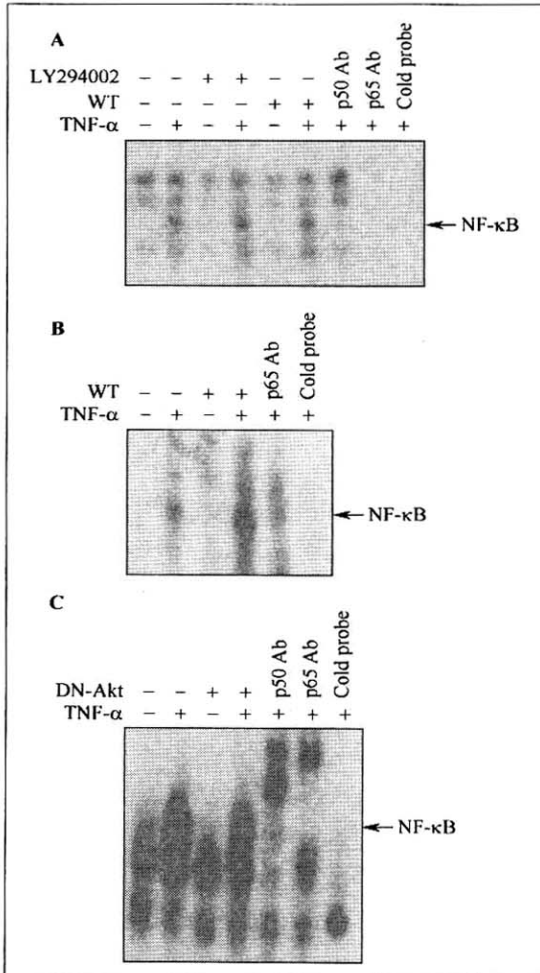 A
LY294002 – – + + – – p50 Ab p65 Ab Cold probe
WT – – – – + +
TNF-α – + – + – + + + +
NF-κB
B
WT – – + + p65 Ab Cold probe
TNF-α – + – + + +
NF-κB
C
DN-Akt – – + + p50 Ab p65 Ab Cold probe
TNF-α – + – + + + +
NF-κB